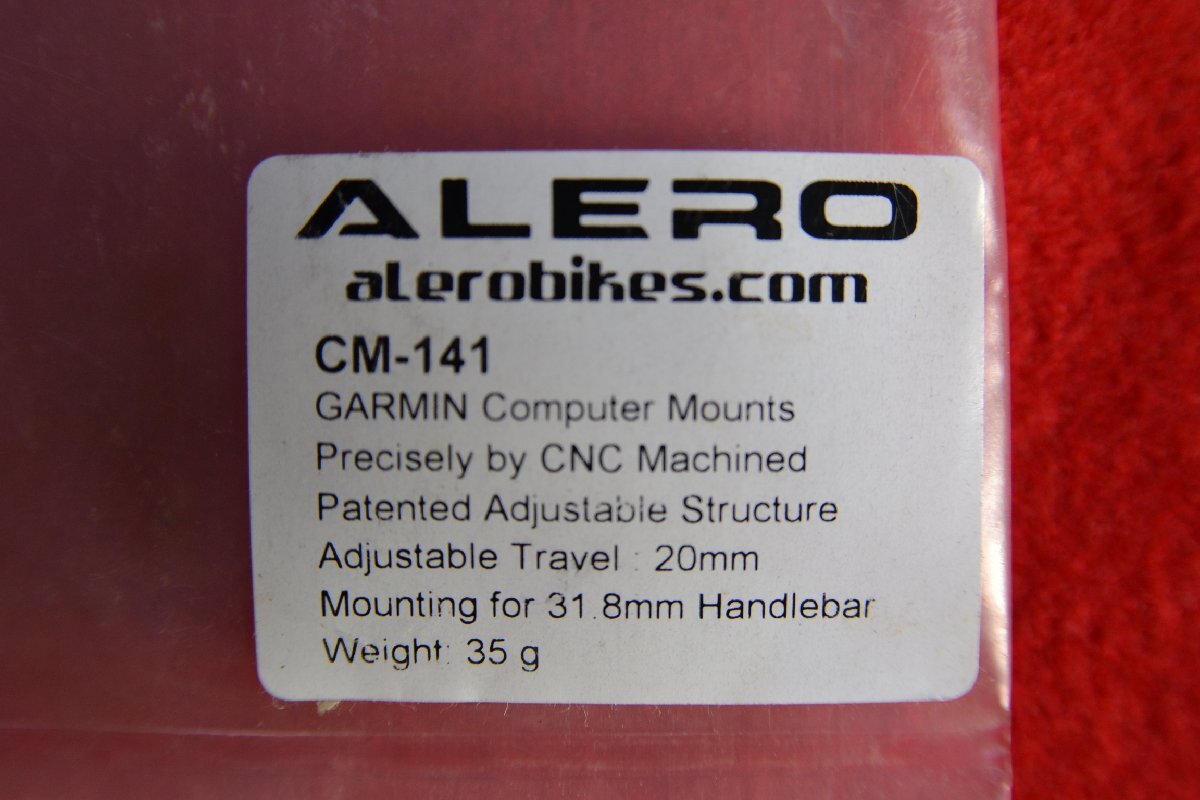 ALERO
alerobikes.com
CM-141
GARMIN Computer Mounts
Precisely by CNC Machined
Patented Adjustable Structure
Adjustable Travel : 20mm
Mounting for 31.8mm Handlebar
Weight: 35 g